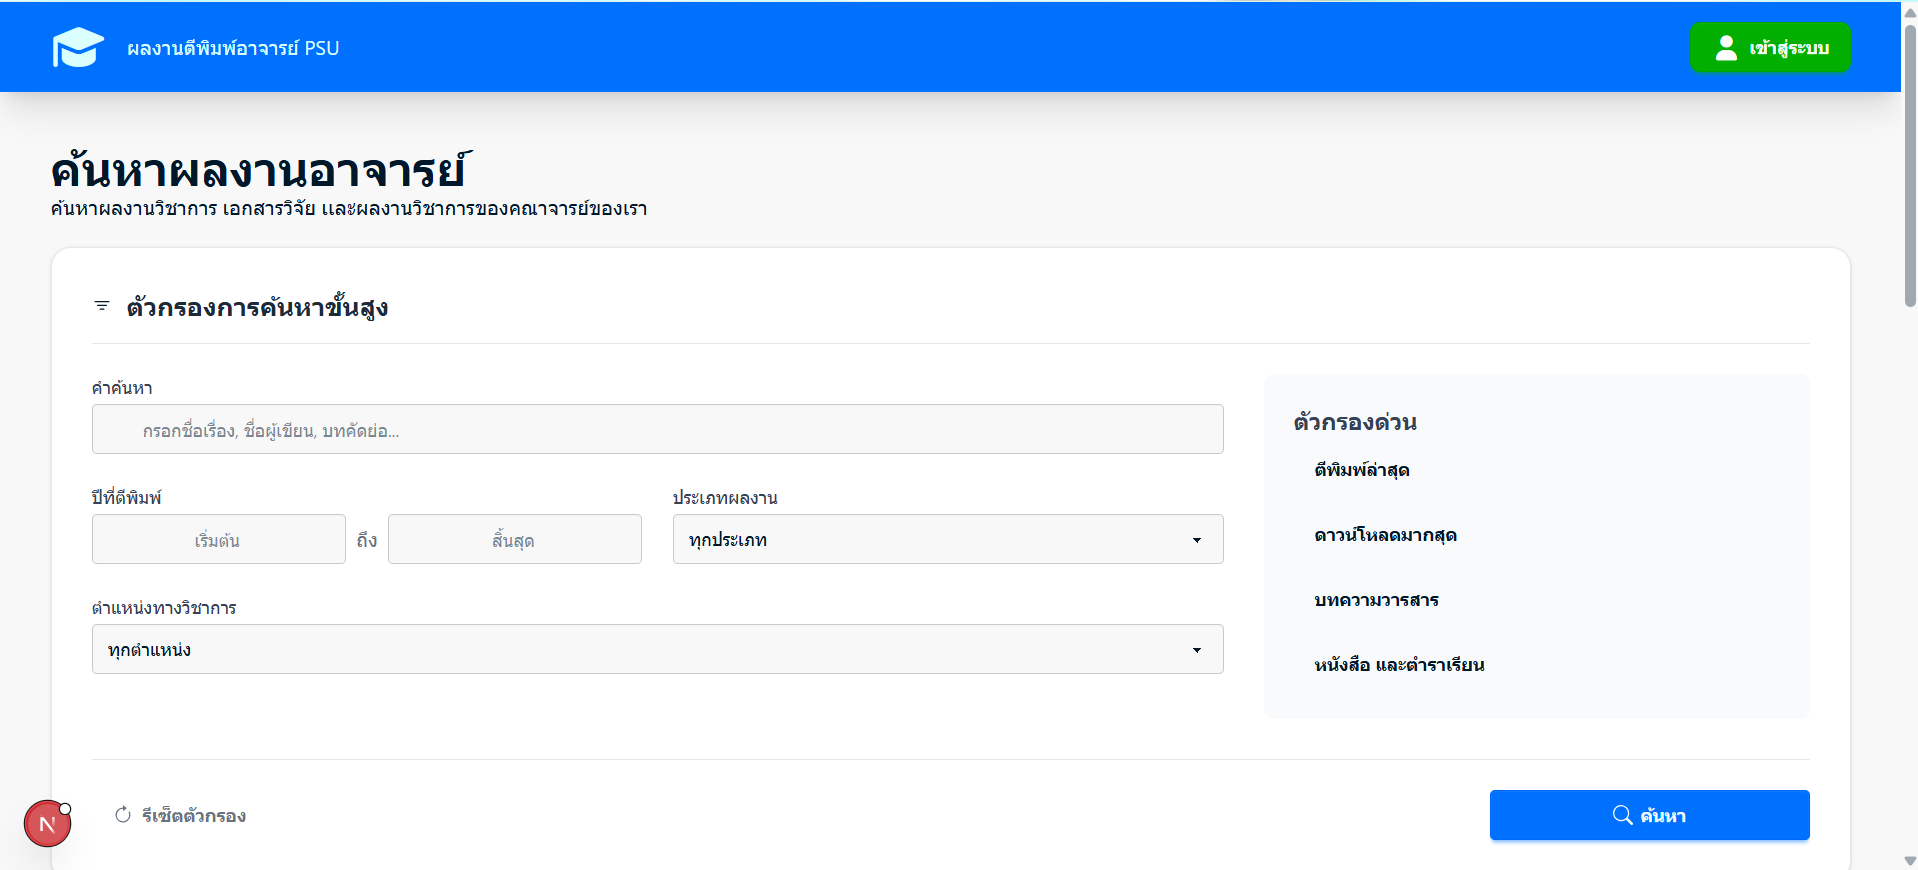 ผลงานตีพิมพ์อาจารย์ PSU
เข้าสู่ระบบ
ค้นหาผลงานอาจารย์
ค้นหาผลงานวิชาการ เอกสารวิจัย และผลงานวิชาการของคณาจารย์ของเรา
ตัวกรองการค้นหาขั้นสูง
คำค้นหา
กรอกชื่อเรื่อง, ชื่อผู้เขียน, บทคัดย่อ...
ปีที่ตีพิมพ์
ประเภทผลงาน
เริ่มต้น ถึง สิ้นสุด
ทุกประเภท
ตำแหน่งทางวิชาการ
ทุกตำแหน่ง
ตัวกรองด่วน
ตีพิมพ์ล่าสุด
ดาวน์โหลดมากสุด
บทความวารสาร
หนังสือ และตำราเรียน
N
รีเซ็ตตัวกรอง
ค้นหา